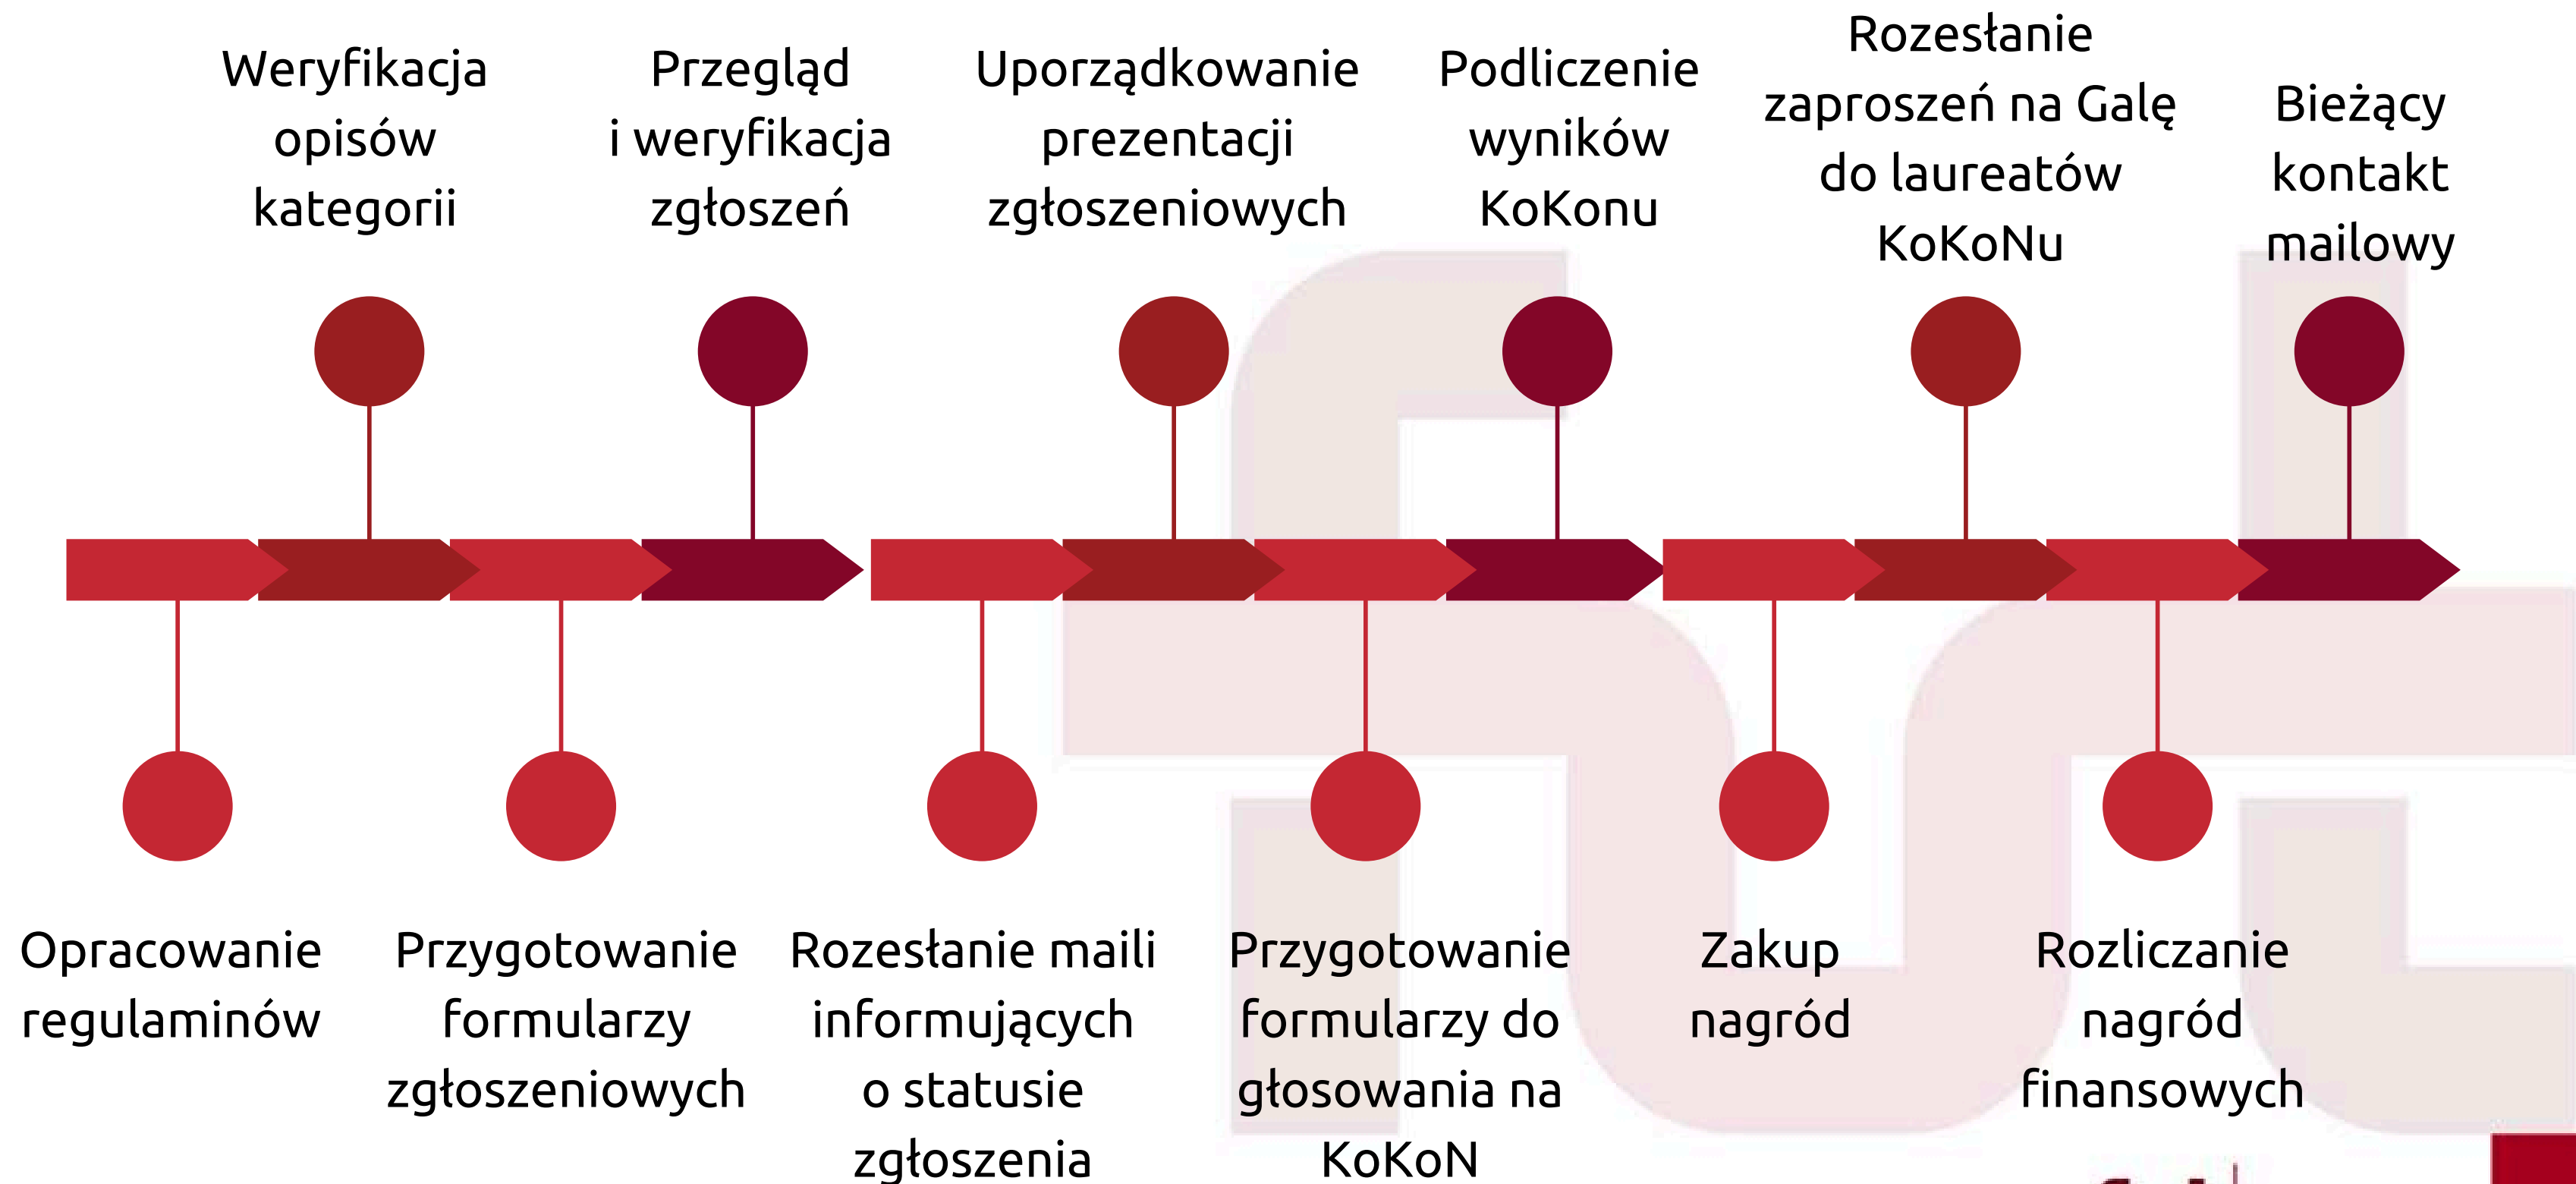 Weryfikacja
opisów
kategorii
Przegląd
i weryfikacja
zgłoszeń
Uporządkowanie
prezentacji
zgłoszeniowych
Podliczenie
wyników
KoKonu
Rozesłanie
zaproszeń na Galę
do laureatów
KoKoNu
Bieżący
kontakt
mailowy
Opracowanie
regulaminów
Przygotowanie
formularzy
zgłoszeniowych
Rozesłanie maili
informujących
o statusie
zgłoszenia
Przygotowanie
formularzy do
głosowania na
KoKoN
Zakup
nagród
Rozliczanie
nagród
finansowych